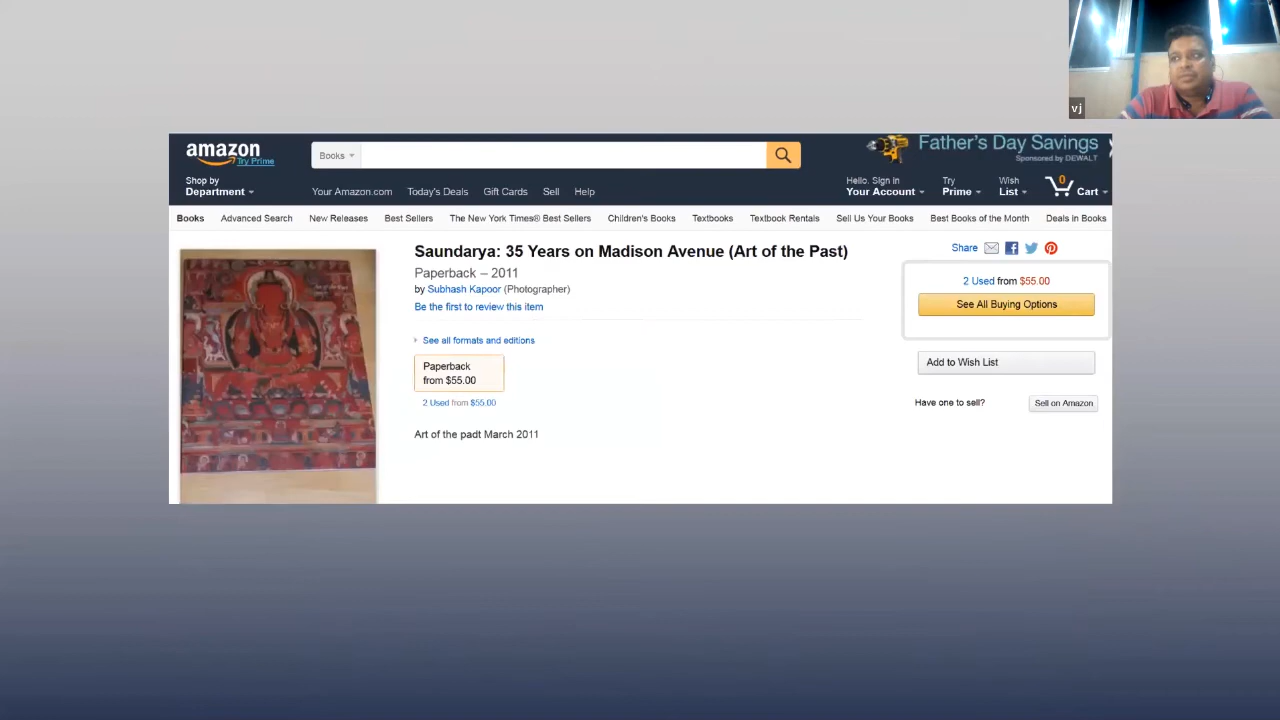 vj
amazon
Try Prime
Books
Father's Day Savings
Sponsored by DEWALT
Shop by
Department
Your Amazon.com Today's Deals Gift Cards Sell Help
Hello. Sign in
Your Account
Try
Prime
Wish
List
0
Cart
Books Advanced Search New Releases Best Sellers The New York Times® Best Sellers Children's Books Textbooks Textbook Rentals Sell Us Your Books Best Books of the Month Deals in Books
Saundarya: 35 Years on Madison Avenue (Art of the Past)
Paperback – 2011
by Subhash Kapoor (Photographer)
Be the first to review this item
See all formats and editions
Paperback
from $55.00
2 Used from $55.00
Art of the padt March 2011
Share
2 Used from $55.00
See All Buying Options
Add to Wish List
Have one to sell? Sell on Amazon